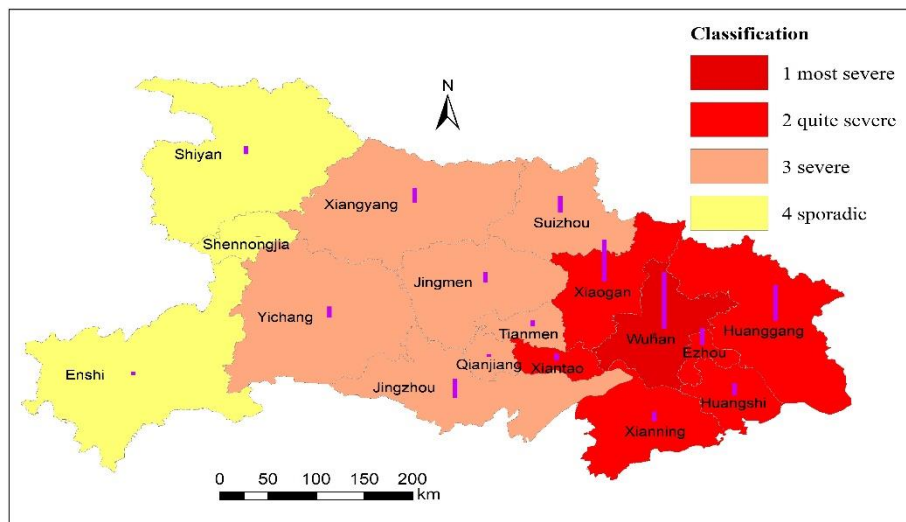 Classification
1 most severe
2 quite severe
3 severe
4 sporadic
N
Shiyan
Xiangyang
Suizhou
Shennongjia
Xiaogan
Jingmen
Yichang
Huanggang
Tianmen
Wuhan
Ezhou
Qianjiang
Xiantao
Enshi
Jingzhou
Huangshi
Xianning
0 25 50 100 150 200
km